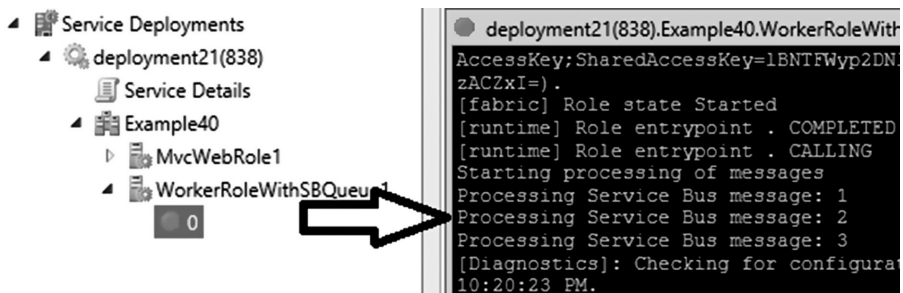 Service Deployments
deployment21(838)
Service Details
Example40
MvcWebRole1
WorkerRoleWithSBQueue1
0
deployment21(838).Example40.WorkerRoleWith
AccessKey;SharedAccessKey=lBNTFWyp2DN
zACZxI=).
[fabric] Role state Started
[runtime] Role entrypoint . COMPLETED
[runtime] Role entrypoint . CALLING
Starting processing of messages
Processing Service Bus message: 1
Processing Service Bus message: 2
Processing Service Bus message: 3
[Diagnostics]: Checking for configurat
10:20:23 PM.